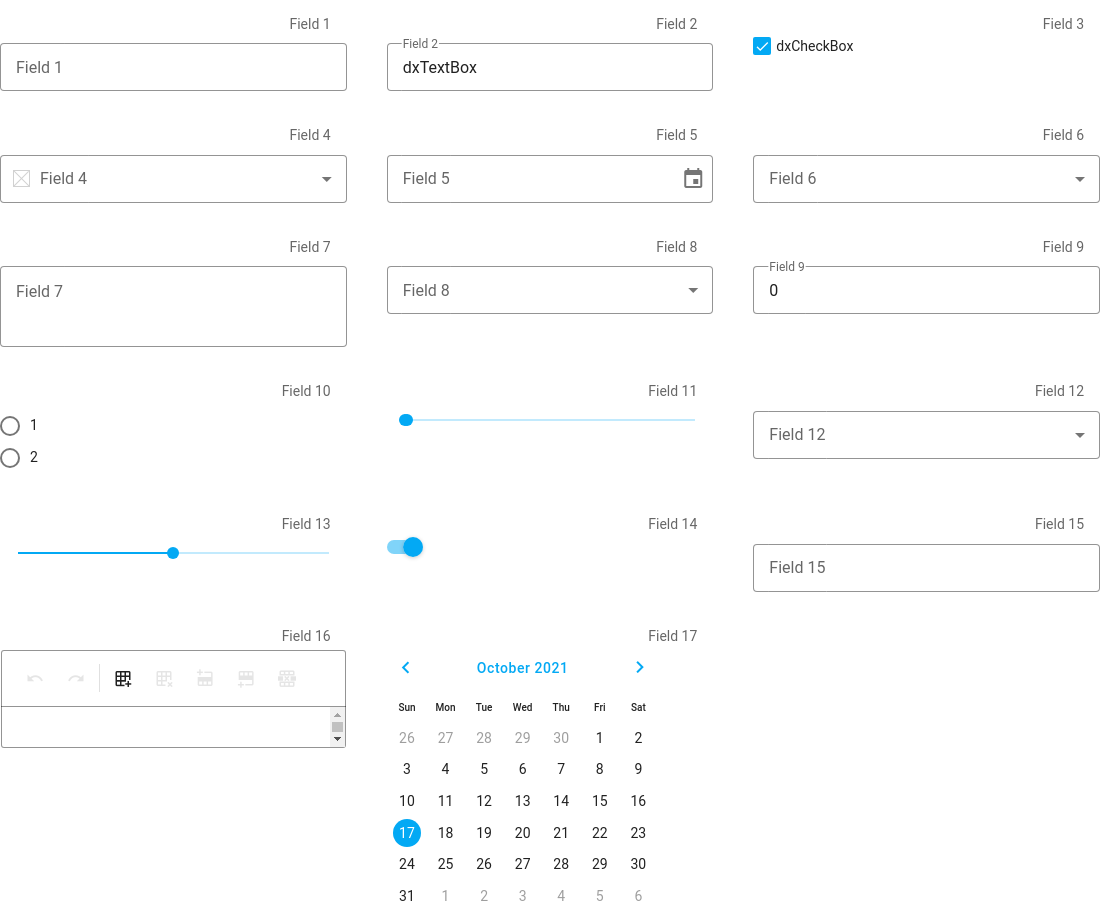 Field 1 Field 2 Field 3
Field 1
Field 2
dxTextBox
dxCheckBox
Field 4 Field 5 Field 6
Field 4 Field 5 Field 6
Field 7 Field 8 Field 9
Field 7
Field 8
Field 9
0
Field 10 Field 11 Field 12
1
2
Field 12
Field 13 Field 14 Field 15
Field 15
Field 16 Field 17
October 2021
Sun Mon Tue Wed Thu Fri Sat
26 27 28 29 30 1 2
3 4 5 6 7 8 9
10 11 12 13 14 15 16
17 18 19 20 21 22 23
24 25 26 27 28 29 30
31 1 2 3 4 5 6